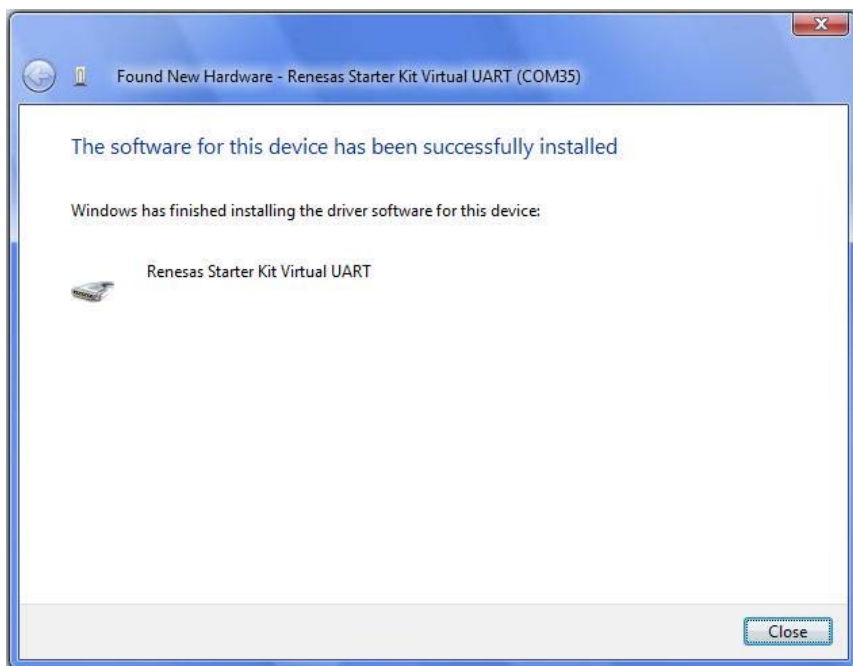 Found New Hardware - Renesas Starter Kit Virtual UART (COM35)
The software for this device has been successfully installed
Windows has finished installing the driver software for this device:
Renesas Starter Kit Virtual UART
Close